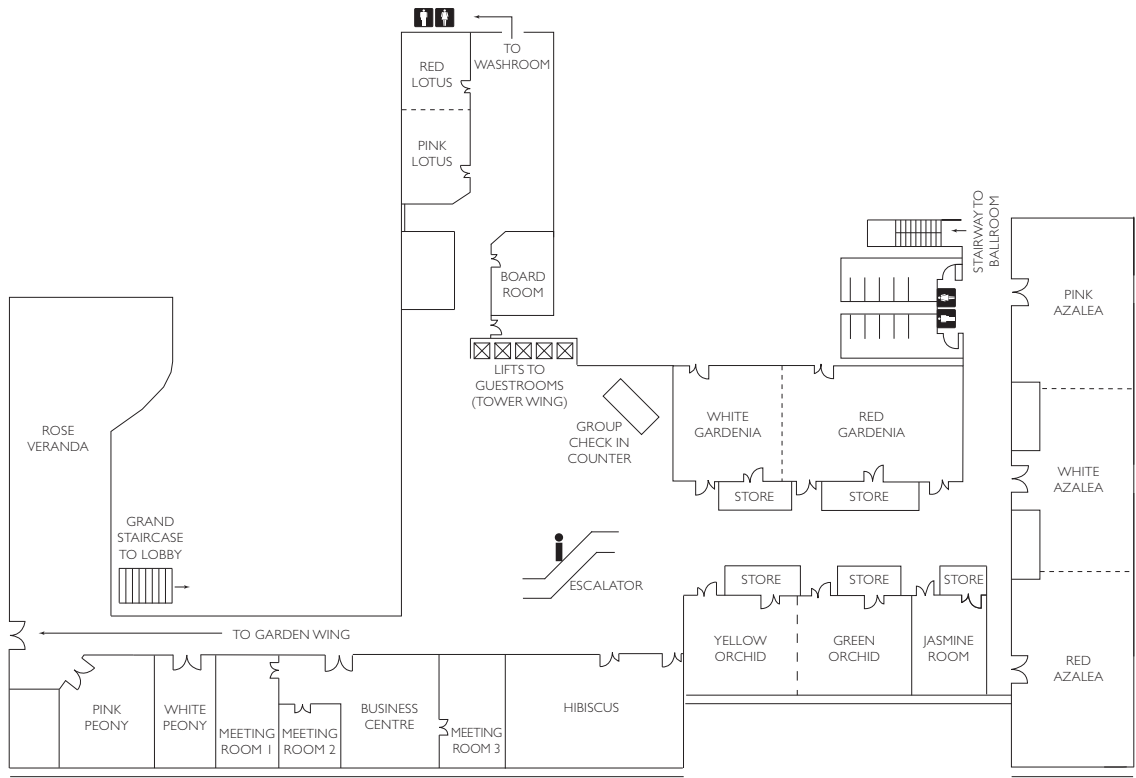 TO
WASHROOM
RED
LOTUS
PINK
LOTUS
BOARD
ROOM
STAIRWAY TO
BALLROOM
PINK
AZALEA
LIFTS TO
GUESTROOMS
(TOWER WING)
GROUP
CHECK IN
COUNTER
WHITE
GARDENIA
RED
GARDENIA
ROSE
VERANDA
WHITE
AZALEA
STORE
STORE
GRAND
STAIRCASE
TO LOBBY
ESCALATOR
STORE
STORE
STORE
TO GARDEN WING
YELLOW
ORCHID
GREEN
ORCHID
JASMINE
ROOM
RED
AZALEA
PINK
PEONY
WHITE
PEONY
MEETING
ROOM 1
MEETING
ROOM 2
BUSINESS
CENTRE
MEETING
ROOM 3
HIBISCUS